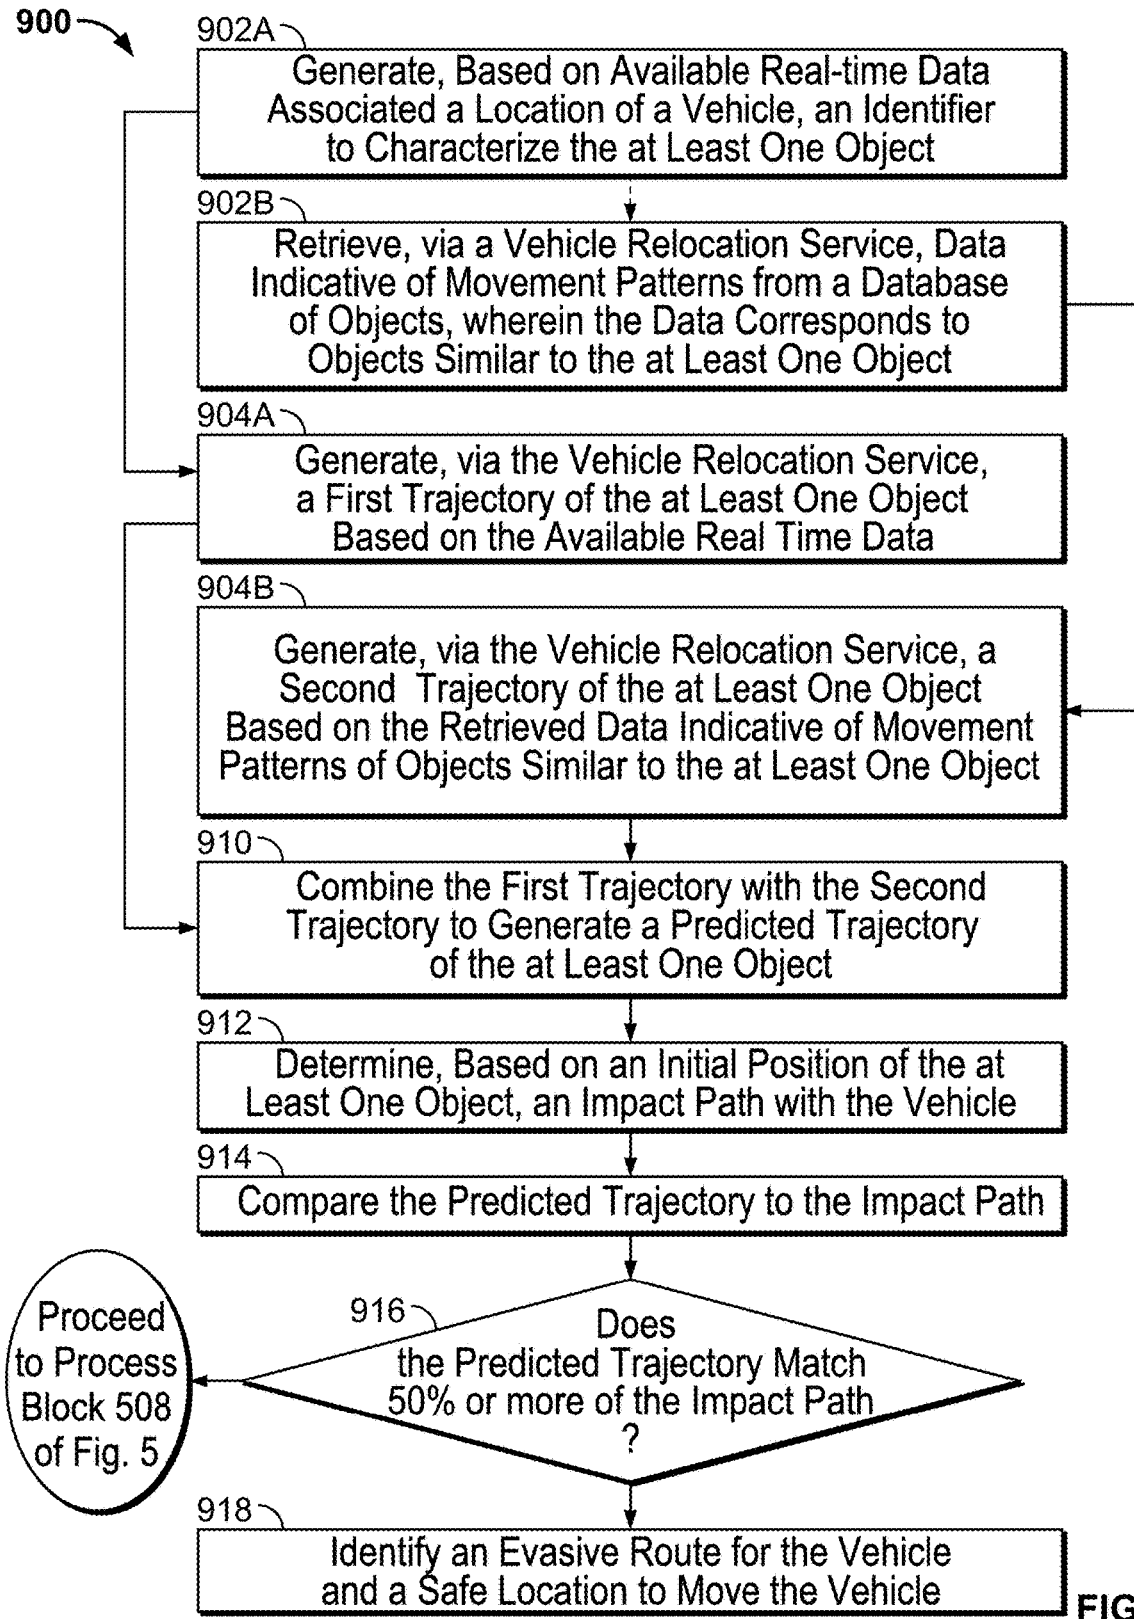 900
902A
Generate, Based on Available Real-time Data
Associated a Location of a Vehicle, an Identifier
to Characterize the at Least One Object
902B
Retrieve, via a Vehicle Relocation Service, Data
Indicative of Movement Patterns from a Database
of Objects, wherein the Data Corresponds to
Objects Similar to the at Least One Object
904A
Generate, via the Vehicle Relocation Service,
a First Trajectory of the at Least One Object
Based on the Available Real Time Data
904B
Generate, via the Vehicle Relocation Service, a
Second Trajectory of the at Least One Object
Based on the Retrieved Data Indicative of Movement
Patterns of Objects Similar to the at Least One Object
910
Combine the First Trajectory with the Second
Trajectory to Generate a Predicted Trajectory
of the at Least One Object
912
Determine, Based on an Initial Position of the at
Least One Object, an Impact Path with the Vehicle
914
Compare the Predicted Trajectory to the Impact Path
916
Does
the Predicted Trajectory Match
50% or more of the Impact Path
?
Proceed
to Process
Block 508
of Fig. 5
918
Identify an Evasive Route for the Vehicle
and a Safe Location to Move the Vehicle
FIG